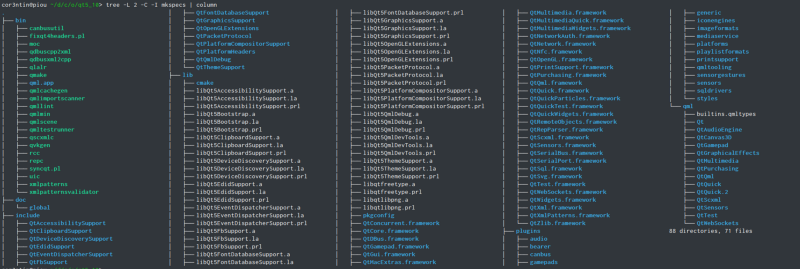 cor3ntin@piou ~/d/c/o/qt5_10> tree -L 2 -C -I mkspecs | column
.
├── bin
│   ├── canbusutil
│   ├── fixqt4headers.pl
│   ├── moc
│   ├── qdbuscpp2xml
│   ├── qdbusxml2cpp
│   ├── qlalr
│   ├── qmake
│   ├── qml.app
│   ├── qmlcachegen
│   ├── qmlimportscanner
│   ├── qmllint
│   ├── qmlmin
│   ├── qmlscene
│   ├── qmltestrunner
│   ├── qscxmlc
│   ├── qvkgen
│   ├── rcc
│   ├── repc
│   ├── syncqt.pl
│   ├── uic
│   ├── xmlpatterns
│   └── xmlpatternsvalidator
├── doc
│   └── global
├── include
│   ├── QtAccessibilitySupport
│   ├── QtClipboardSupport
│   ├── QtDeviceDiscoverySupport
│   ├── QtEdidSupport
│   ├── QtEventDispatcherSupport
│   ├── QtFbSupport
│   ├── QtFontDatabaseSupport
│   ├── QtGraphicsSupport
│   ├── QtOpenGLExtensions
│   ├── QtPacketProtocol
│   ├── QtPlatformCompositorSupport
│   ├── QtPlatformHeaders
│   ├── QtQmlDebug
│   └── QtThemeSupport
├── lib
│   ├── cmake
│   ├── libQt5AccessibilitySupport.a
│   ├── libQt5AccessibilitySupport.la
│   ├── libQt5AccessibilitySupport.prl
│   ├── libQt5Bootstrap.a
│   ├── libQt5Bootstrap.la
│   ├── libQt5Bootstrap.prl
│   ├── libQt5ClipboardSupport.a
│   ├── libQt5ClipboardSupport.la
│   ├── libQt5ClipboardSupport.prl
│   ├── libQt5DeviceDiscoverySupport.a
│   ├── libQt5DeviceDiscoverySupport.la
│   ├── libQt5DeviceDiscoverySupport.prl
│   ├── libQt5EdidSupport.a
│   ├── libQt5EdidSupport.la
│   ├── libQt5EdidSupport.prl
│   ├── libQt5EventDispatcherSupport.a
│   ├── libQt5EventDispatcherSupport.la
│   ├── libQt5EventDispatcherSupport.prl
│   ├── libQt5FbSupport.a
│   ├── libQt5FbSupport.la
│   ├── libQt5FbSupport.prl
│   ├── libQt5FontDatabaseSupport.a
│   ├── libQt5FontDatabaseSupport.la
│   ├── libQt5FontDatabaseSupport.prl
│   ├── libQt5GraphicsSupport.a
│   ├── libQt5GraphicsSupport.la
│   ├── libQt5GraphicsSupport.prl
│   ├── libQt5OpenGLExtensions.a
│   ├── libQt5OpenGLExtensions.la
│   ├── libQt5OpenGLExtensions.prl
│   ├── libQt5PacketProtocol.a
│   ├── libQt5PacketProtocol.la
│   ├── libQt5PacketProtocol.prl
│   ├── libQt5PlatformCompositorSupport.a
│   ├── libQt5PlatformCompositorSupport.la
│   ├── libQt5PlatformCompositorSupport.prl
│   ├── libQt5QmlDebug.a
│   ├── libQt5QmlDebug.la
│   ├── libQt5QmlDebug.prl
│   ├── libQt5QmlDevTools.a
│   ├── libQt5QmlDevTools.la
│   ├── libQt5QmlDevTools.prl
│   ├── libQt5ThemeSupport.a
│   ├── libQt5ThemeSupport.la
│   ├── libQt5ThemeSupport.prl
│   ├── libqtfreetype.a
│   ├── libqtfreetype.prl
│   ├── libqtlibpng.a
│   ├── libqtlibpng.prl
│   ├── pkgconfig
│   ├── QtConcurrent.framework
│   ├── QtCore.framework
│   ├── QtDBus.framework
│   ├── QtGamepad.framework
│   ├── QtGui.framework
│   ├── QtMacExtras.framework
│   ├── QtMultimedia.framework
│   ├── QtMultimediaQuick.framework
│   ├── QtMultimediaWidgets.framework
│   ├── QtNetworkAuth.framework
│   ├── QtNetwork.framework
│   ├── QtNfc.framework
│   ├── QtOpenGL.framework
│   ├── QtPrintSupport.framework
│   ├── QtPurchasing.framework
│   ├── QtQml.framework
│   ├── QtQuick.framework
│   ├── QtQuickParticles.framework
│   ├── QtQuickTest.framework
│   ├── QtQuickWidgets.framework
│   ├── QtRemoteObjects.framework
│   ├── QtRepParser.framework
│   ├── QtScxml.framework
│   ├── QtSensors.framework
│   ├── QtSerialBus.framework
│   ├── QtSerialPort.framework
│   ├── QtSql.framework
│   ├── QtSvg.framework
│   ├── QtTest.framework
│   ├── QtWebSockets.framework
│   ├── QtWidgets.framework
│   ├── QtXml.framework
│   ├── QtXmlPatterns.framework
│   └── QtZlib.framework
├── plugins
│   ├── audio
│   ├── bearer
│   ├── canbus
│   ├── gamepads
│   ├── generic
│   ├── iconengines
│   ├── imageformats
│   ├── mediaservice
│   ├── platforms
│   ├── playlistformats
│   ├── printsupport
│   ├── qmltooling
│   ├── sensorgestures
│   ├── sensors
│   ├── sqldrivers
│   └── styles
└── qml
    ├── builtins.qmltypes
    ├── Qt
    ├── QtAudioEngine
    ├── QtCanvas3D
    ├── QtGamepad
    ├── QtGraphicalEffects
    ├── QtMultimedia
    ├── QtPurchasing
    ├── QtQml
    ├── QtQuick
    ├── QtQuick.2
    ├── QtScxml
    ├── QtSensors
    ├── QtTest
    └── QtWebSockets
88 directories, 71 files